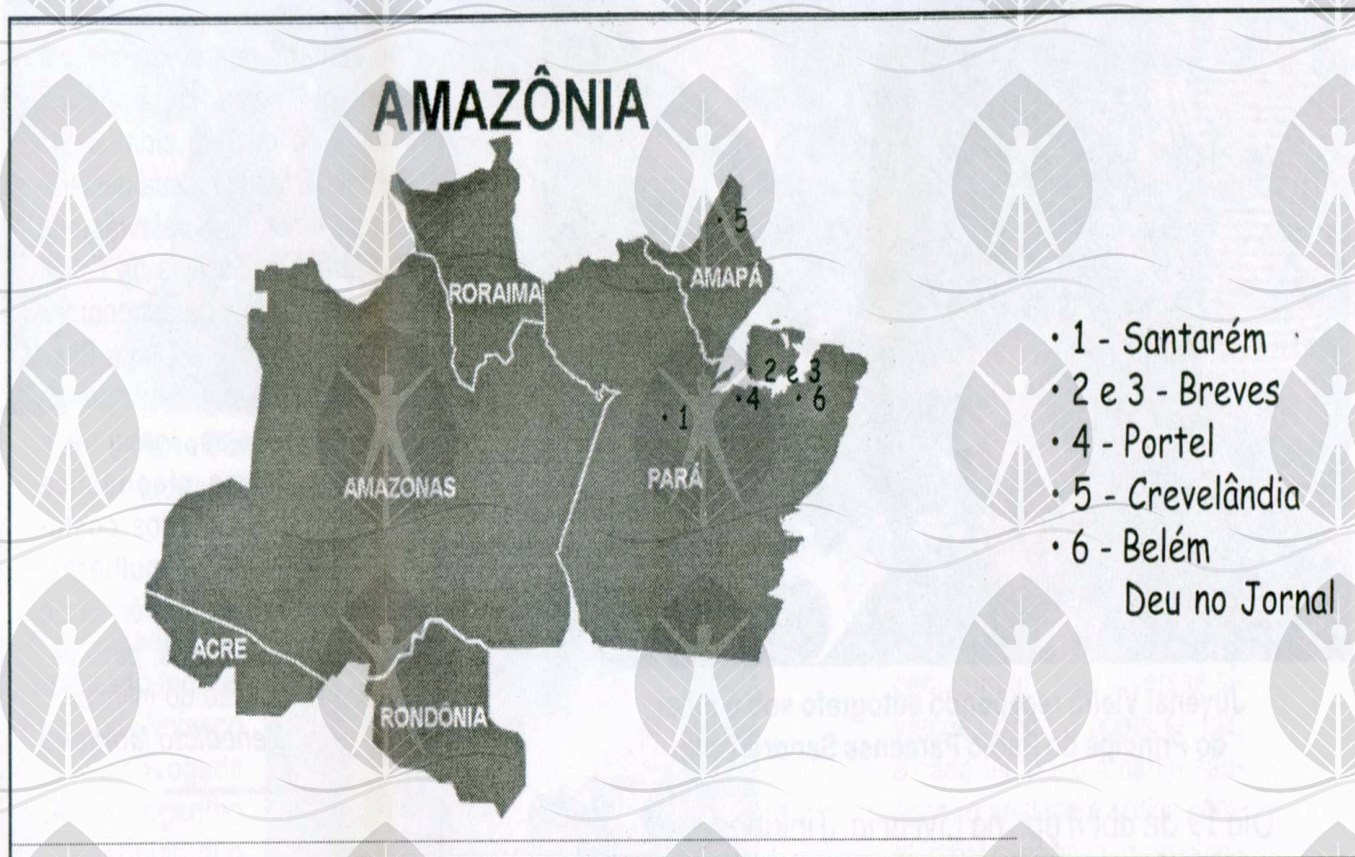 AMAZÔNIA
5
AMAPÁ
RORAIMA
2 e 3
4
6
1
AMAZONAS
PARÁ
ACRE
RONDÔNIA
• 1 - Santarém
• 2 e 3 - Breves
• 4 - Portel
• 5 - Crevelândia
• 6 - Belém
Deu no Jornal